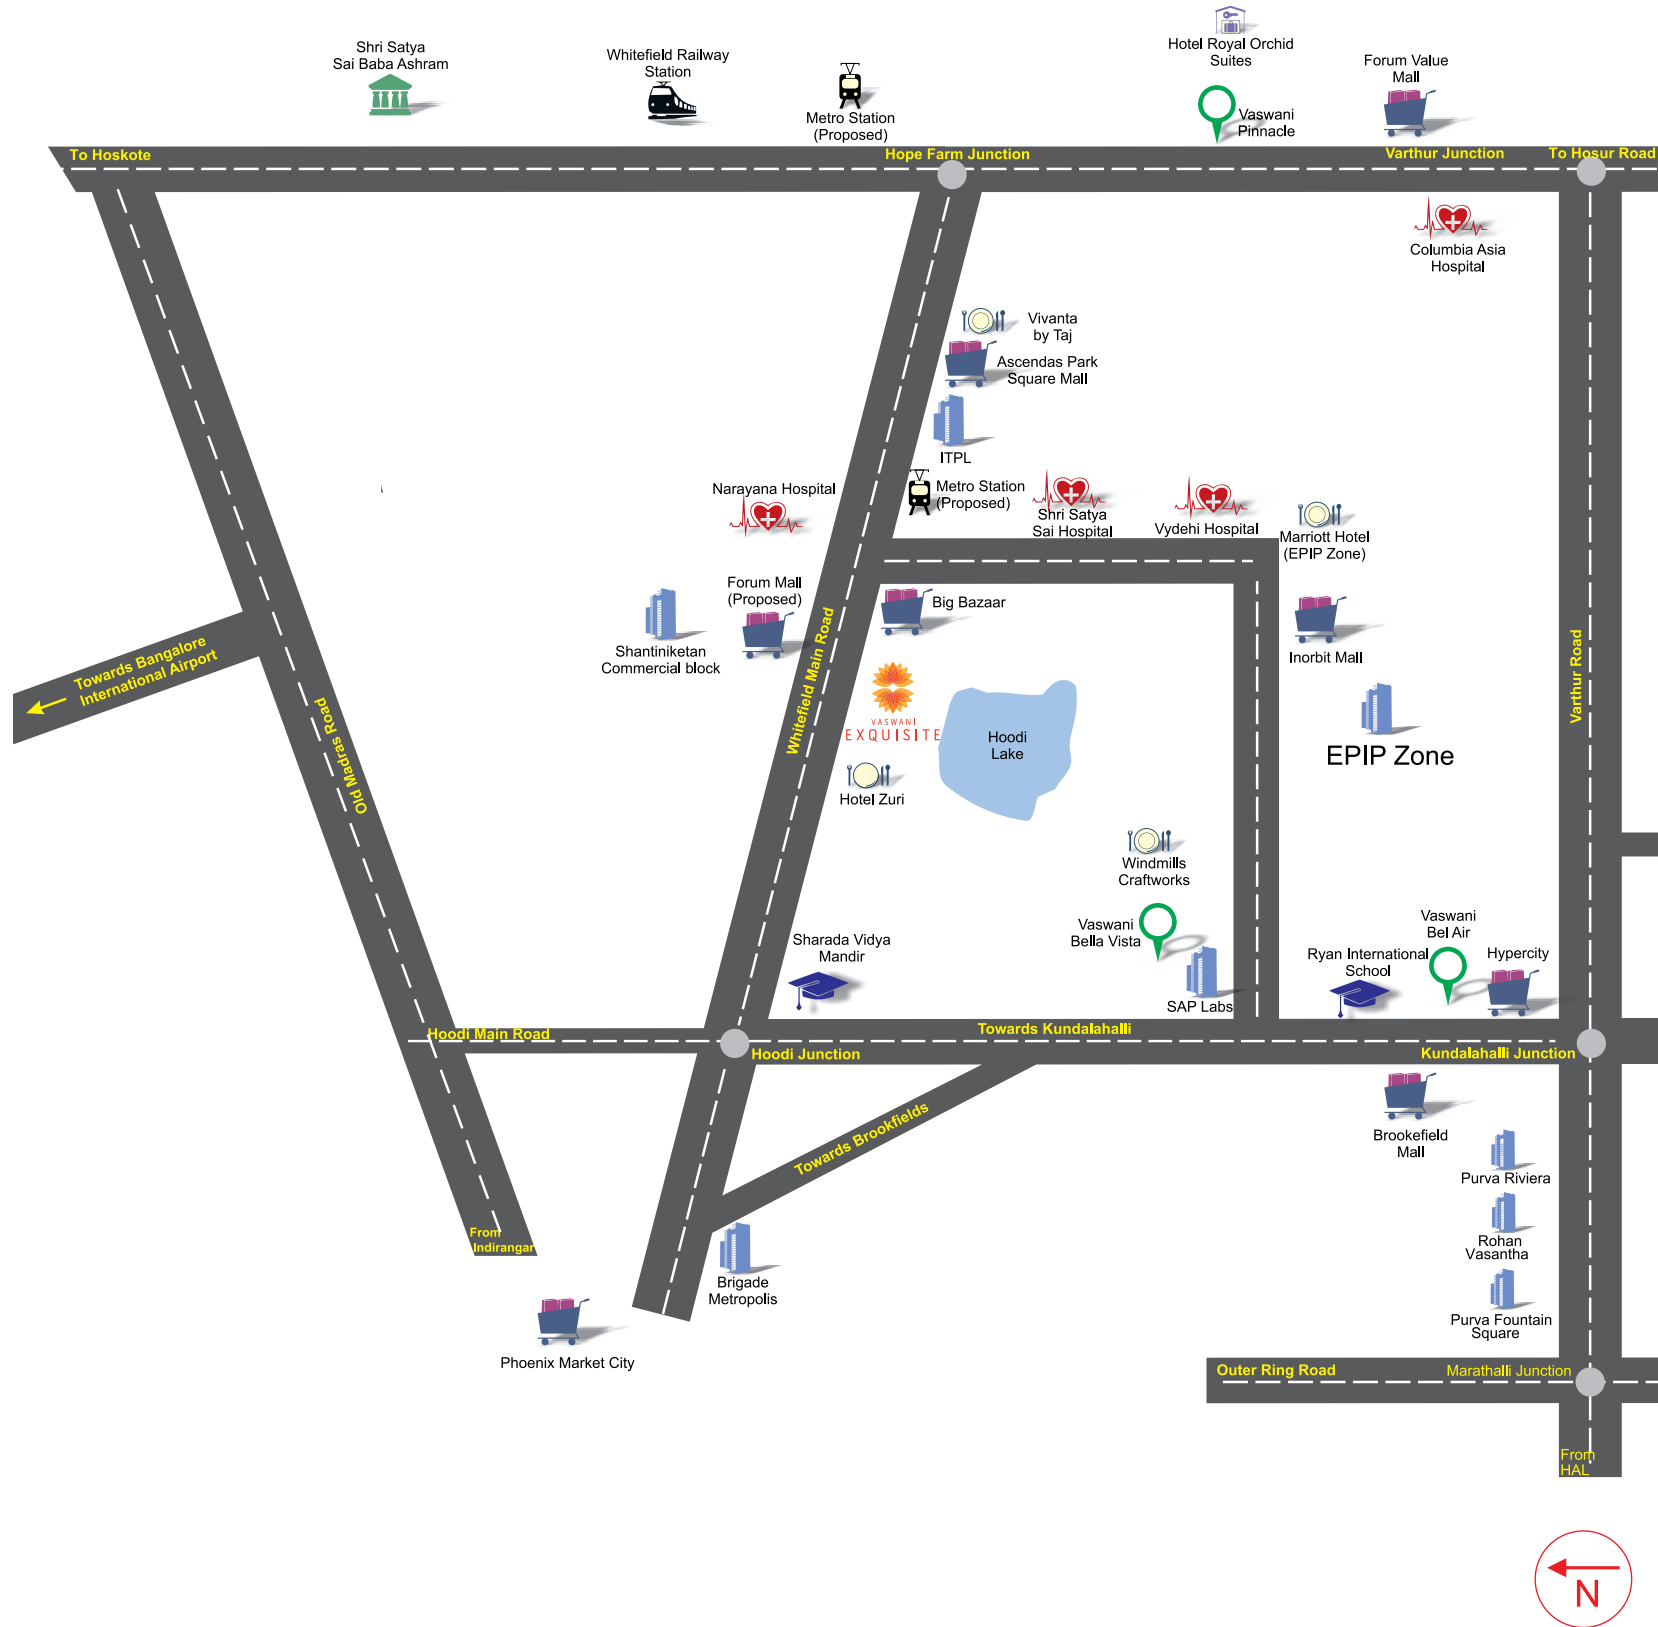 Shri Satya
Sai Baba Ashram
Whitefield Railway
Station
Metro Station
(Proposed)
Hotel Royal Orchid
Suites
Vaswani
Pinnacle
Forum Value
Mall
To Hoskote
Hope Farm Junction
Varthur Junction
To Hosur Road
Columbia Asia
Hospital
Vivanta
by Taj
Ascendas Park
Square Mall
ITPL
Narayana Hospital
Metro Station
(Proposed)
Shri Satya
Sai Hospital
Vydehi Hospital
Marriott Hotel
(EPIP Zone)
Forum Mall
(Proposed)
Big Bazaar
Shantiniketan
Commercial block
Inorbit Mall
Towards Bangalore
International Airport
Old Madras Road
Whitefield Main Road
Varthur Road
VASWANI
EXQUISITE
Hoodi
Lake
EPIP Zone
Hotel Zuri
Windmills
Craftworks
Vaswani
Bella Vista
Vaswani
Bel Air
Sharada Vidya
Mandir
Ryan International
School
Hypercity
SAP Labs
Hoodi Main Road
Towards Kundalahalli
Hoodi Junction
Kundalahalli Junction
Towards Brookfields
Brookefield
Mall
Purva Riviera
Rohan
Vasantha
From
Indirangar
Brigade
Metropolis
Purva Fountain
Square
Phoenix Market City
Outer Ring Road
Marathalli Junction
From
HAL
N